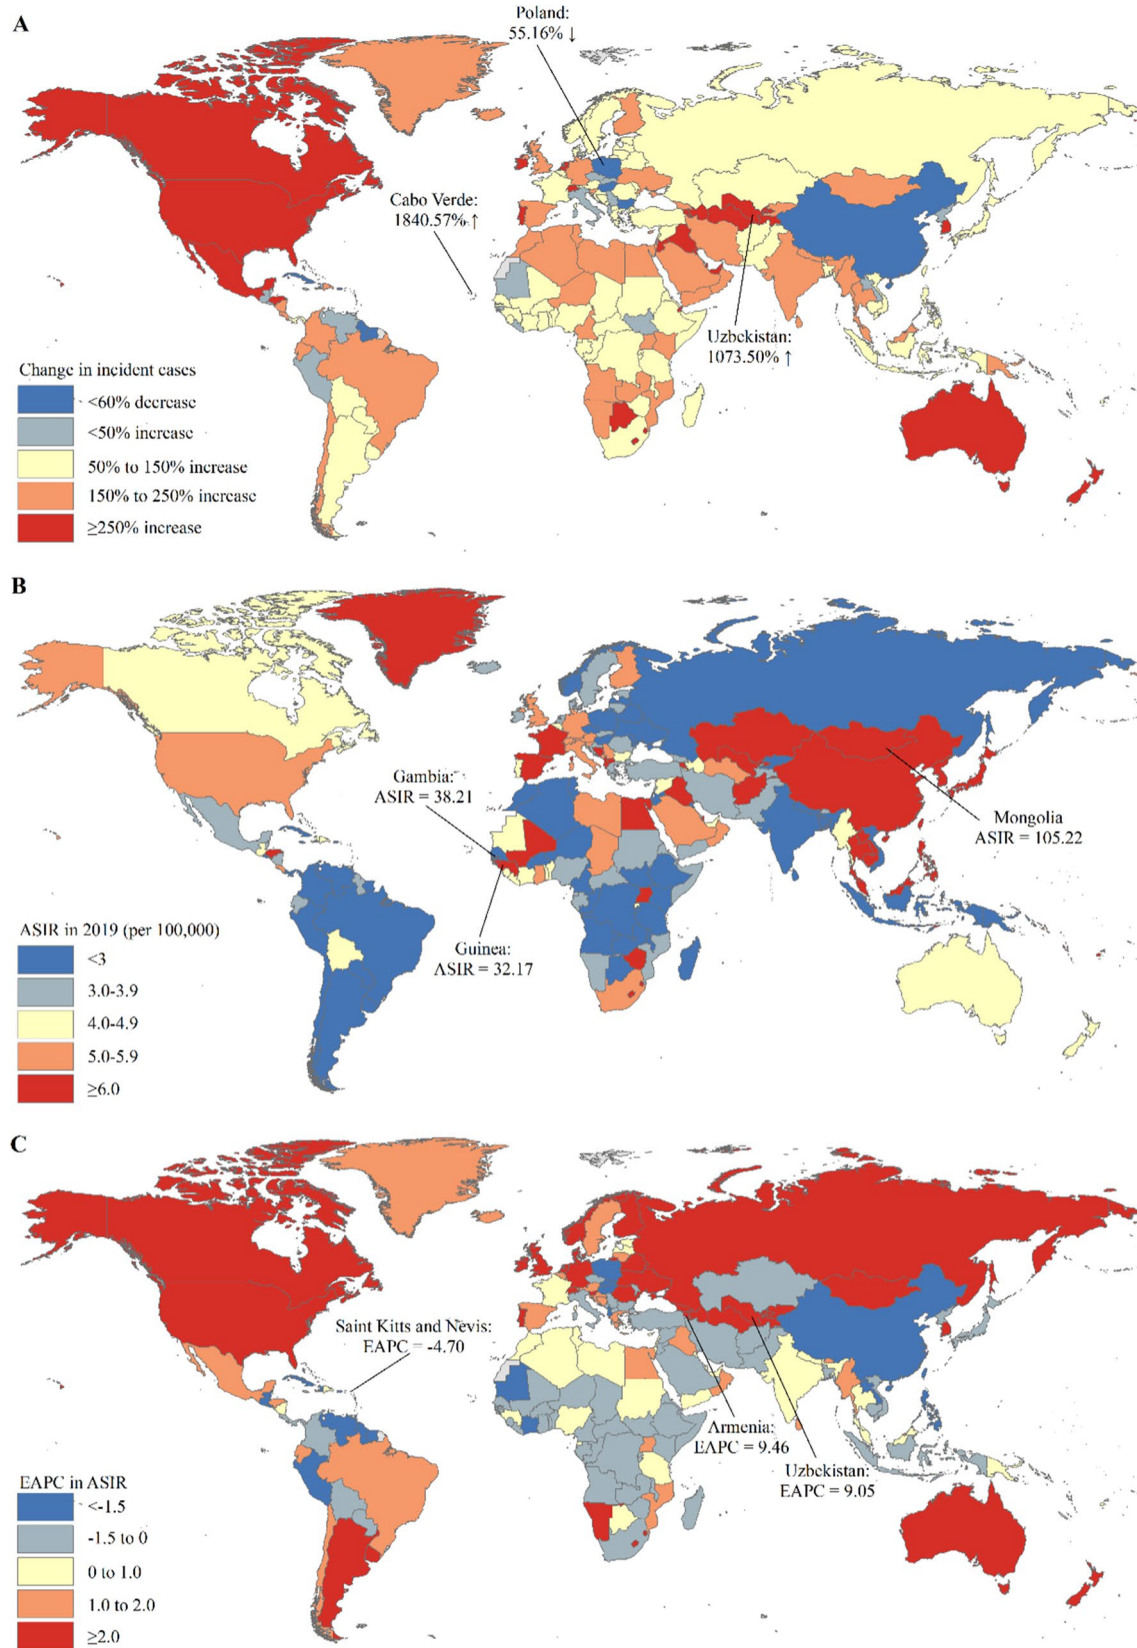 A
Poland:
55.16% ↓
Cabo Verde:
1840.57% ↑
Uzbekistan:
1073.50% ↑
Change in incident cases
<60% decrease
<50% increase
50% to 150% increase
150% to 250% increase
≥250% increase
B
Gambia:
ASIR = 38.21
Mongolia
ASIR = 105.22
Guinea:
ASIR = 32.17
ASIR in 2019 (per 100,000)
<3
3.0-3.9
4.0-4.9
5.0-5.9
≥6.0
C
Saint Kitts and Nevis:
EAPC = -4.70
Armenia:
EAPC = 9.46
Uzbekistan:
EAPC = 9.05
EAPC in ASIR
<-1.5
-1.5 to 0
0 to 1.0
1.0 to 2.0
≥2.0